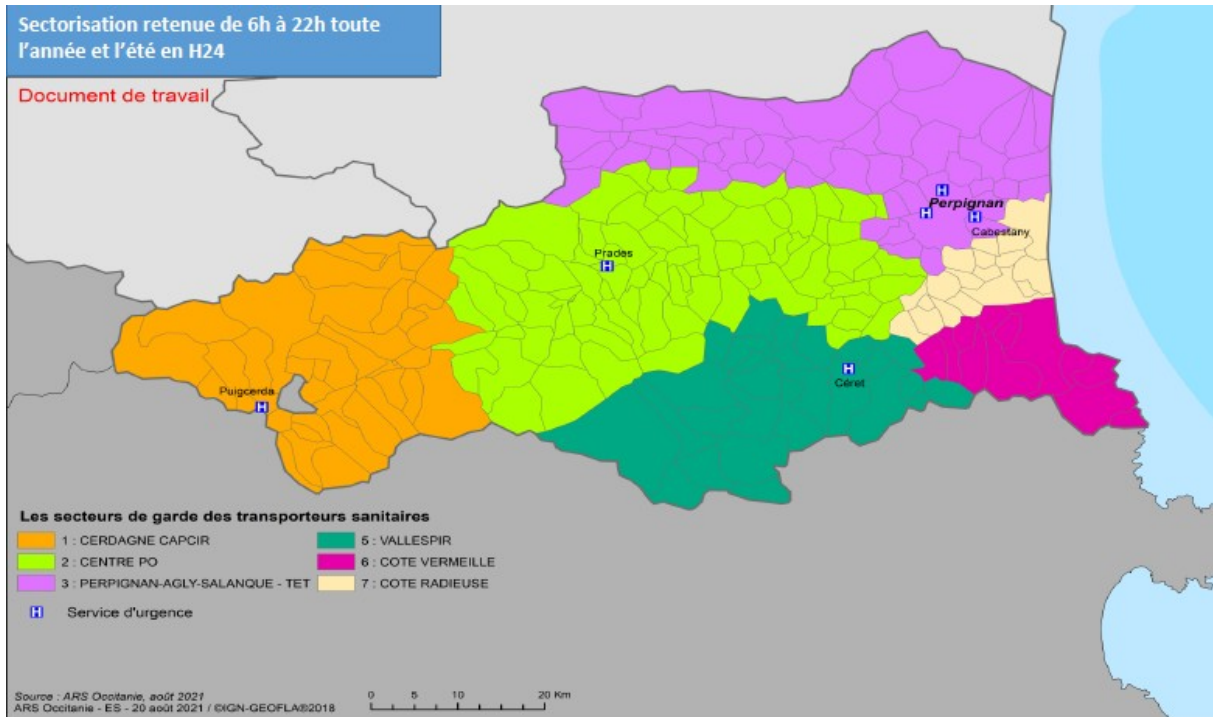 Sectorisation retenue de 6h à 22h toute
l'année et l'été en H24
Document de travail
Perpignan
Cabestany
Prades
Puigcerda
Céret
Les secteurs de garde des transporteurs sanitaires
1 : CERDAGNE CAPCIR
2 : CENTRE PO
3 : PERPIGNAN-AGLY-SALANQUE - TET
5 : VALLESPIR
6 : COTE VERMEILLE
7 : COTE RADIEUSE
H Service d'urgence
Source : ARS Occitanie, août 2021
ARS Occitanie - ES - 20 août 2021 / ©IGN-GEOFLA®2018
0 5 10 20 Km